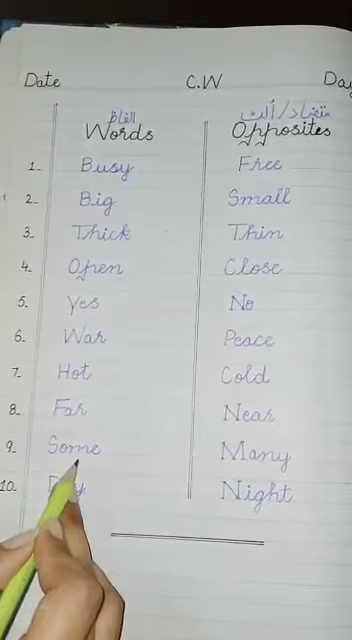 Date C.W Day
الفاظ متضاد/الٹ
Words Opposites
1. Busy Free
2. Big Small
3. Thick Thin
4. Open Close
5. Yes No
6. War Peace
7. Hot Cold
8. Far Near
9. Some Many
10. Day Night